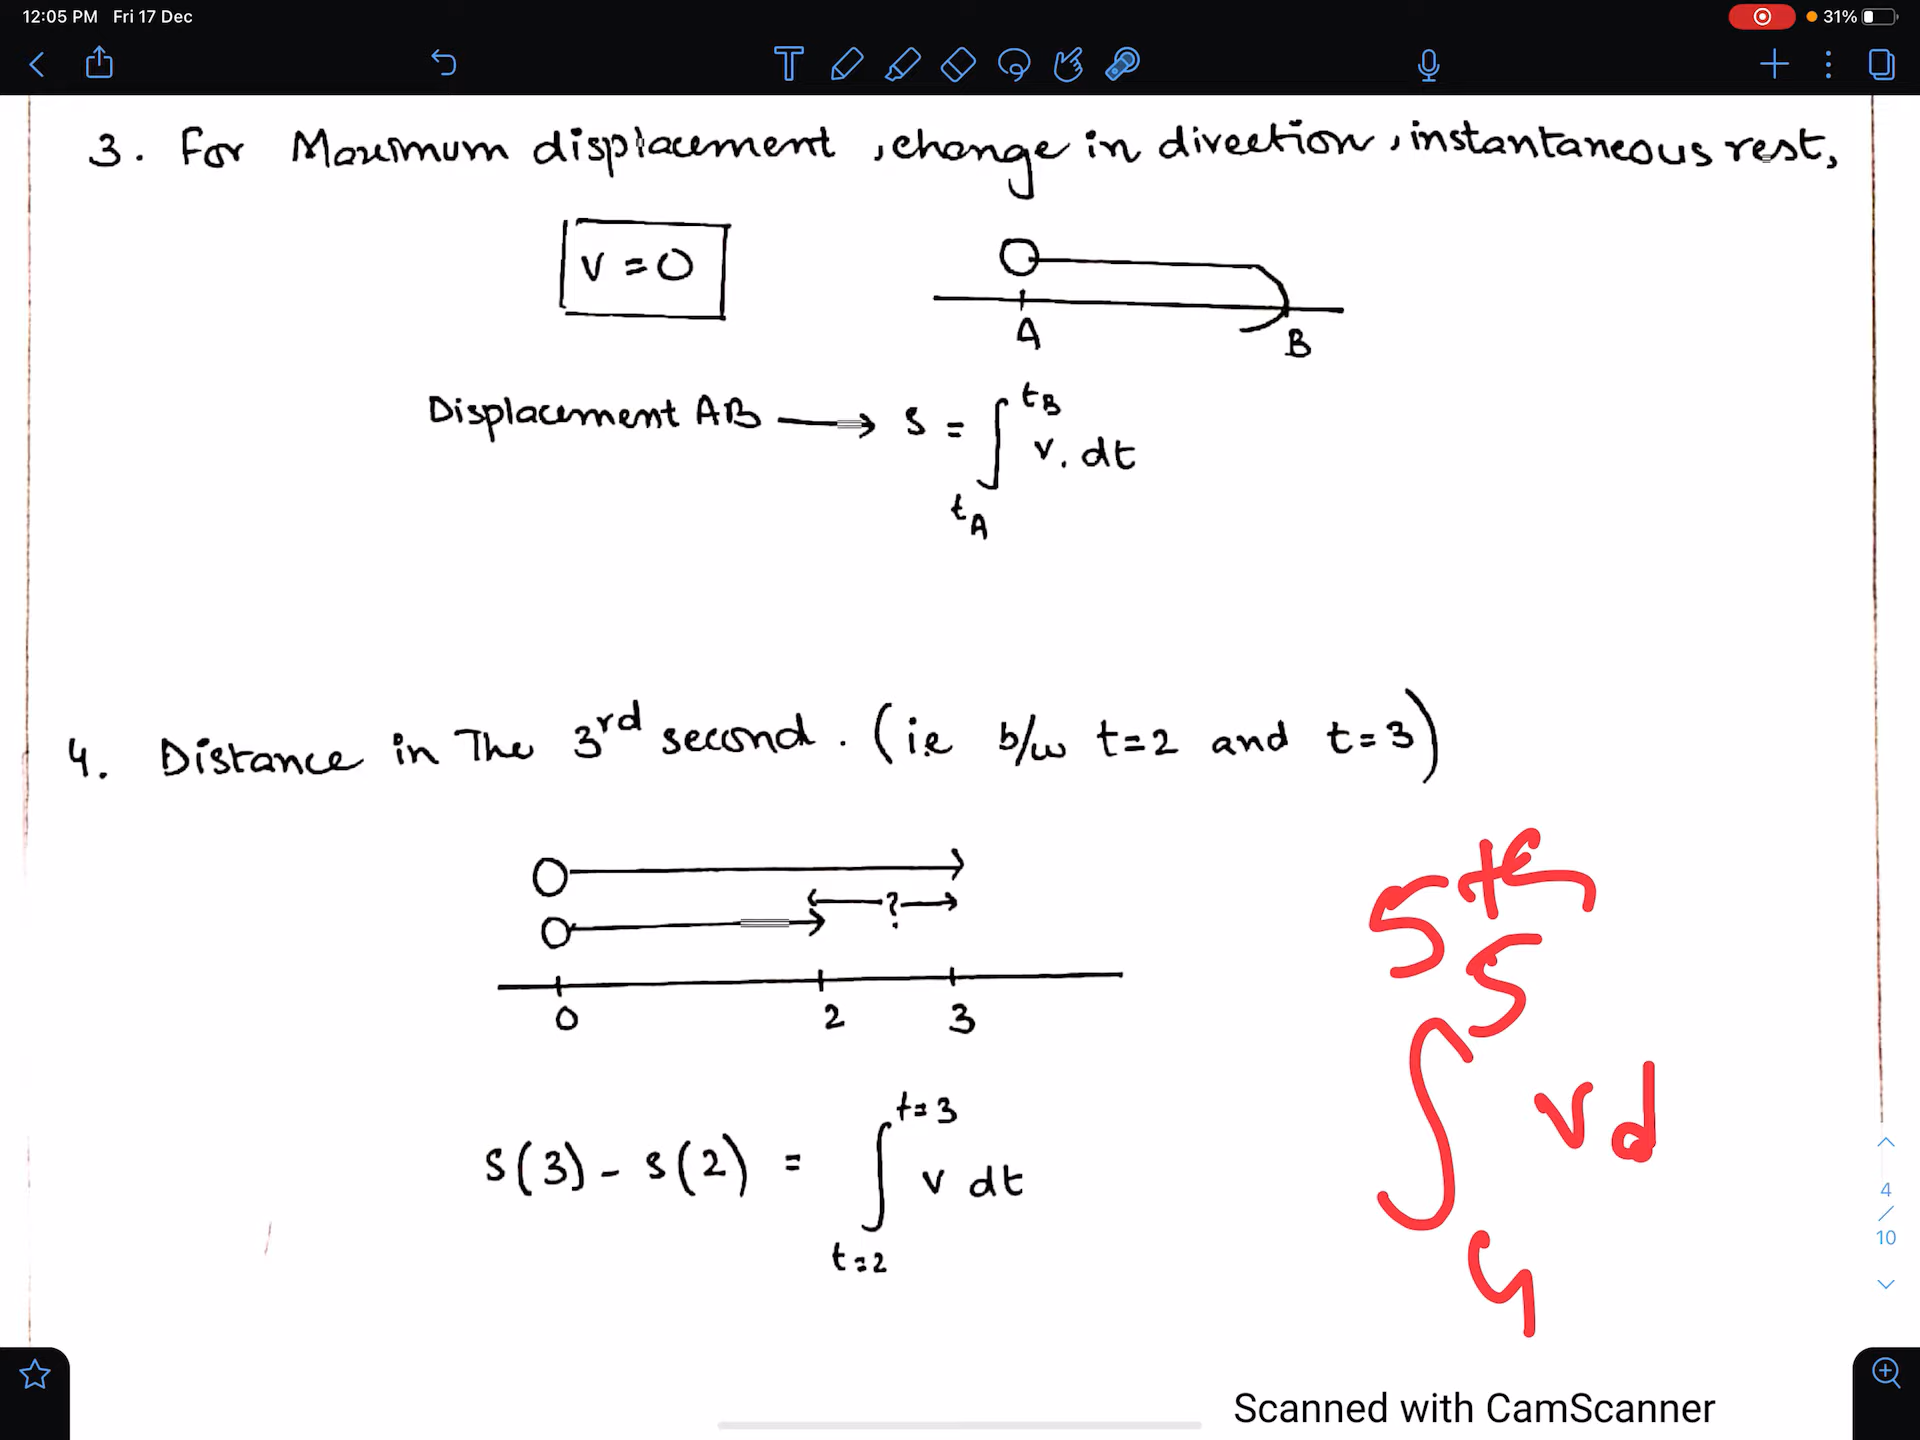 12:05 PM Fri 17 Dec
31%
3. For Maximum displacement, change in direction, instantaneous rest,
v = 0
A
B
Displacement AB → s = ∫ v. dt
tB
tA
4. Distance in The 3rd second. (i.e b/w t=2 and t=3)
?
0 2 3
s(3) - s(2) = ∫ v dt
t=3
t=2
5th
5
∫ v d
4
4
/
10
Scanned with CamScanner